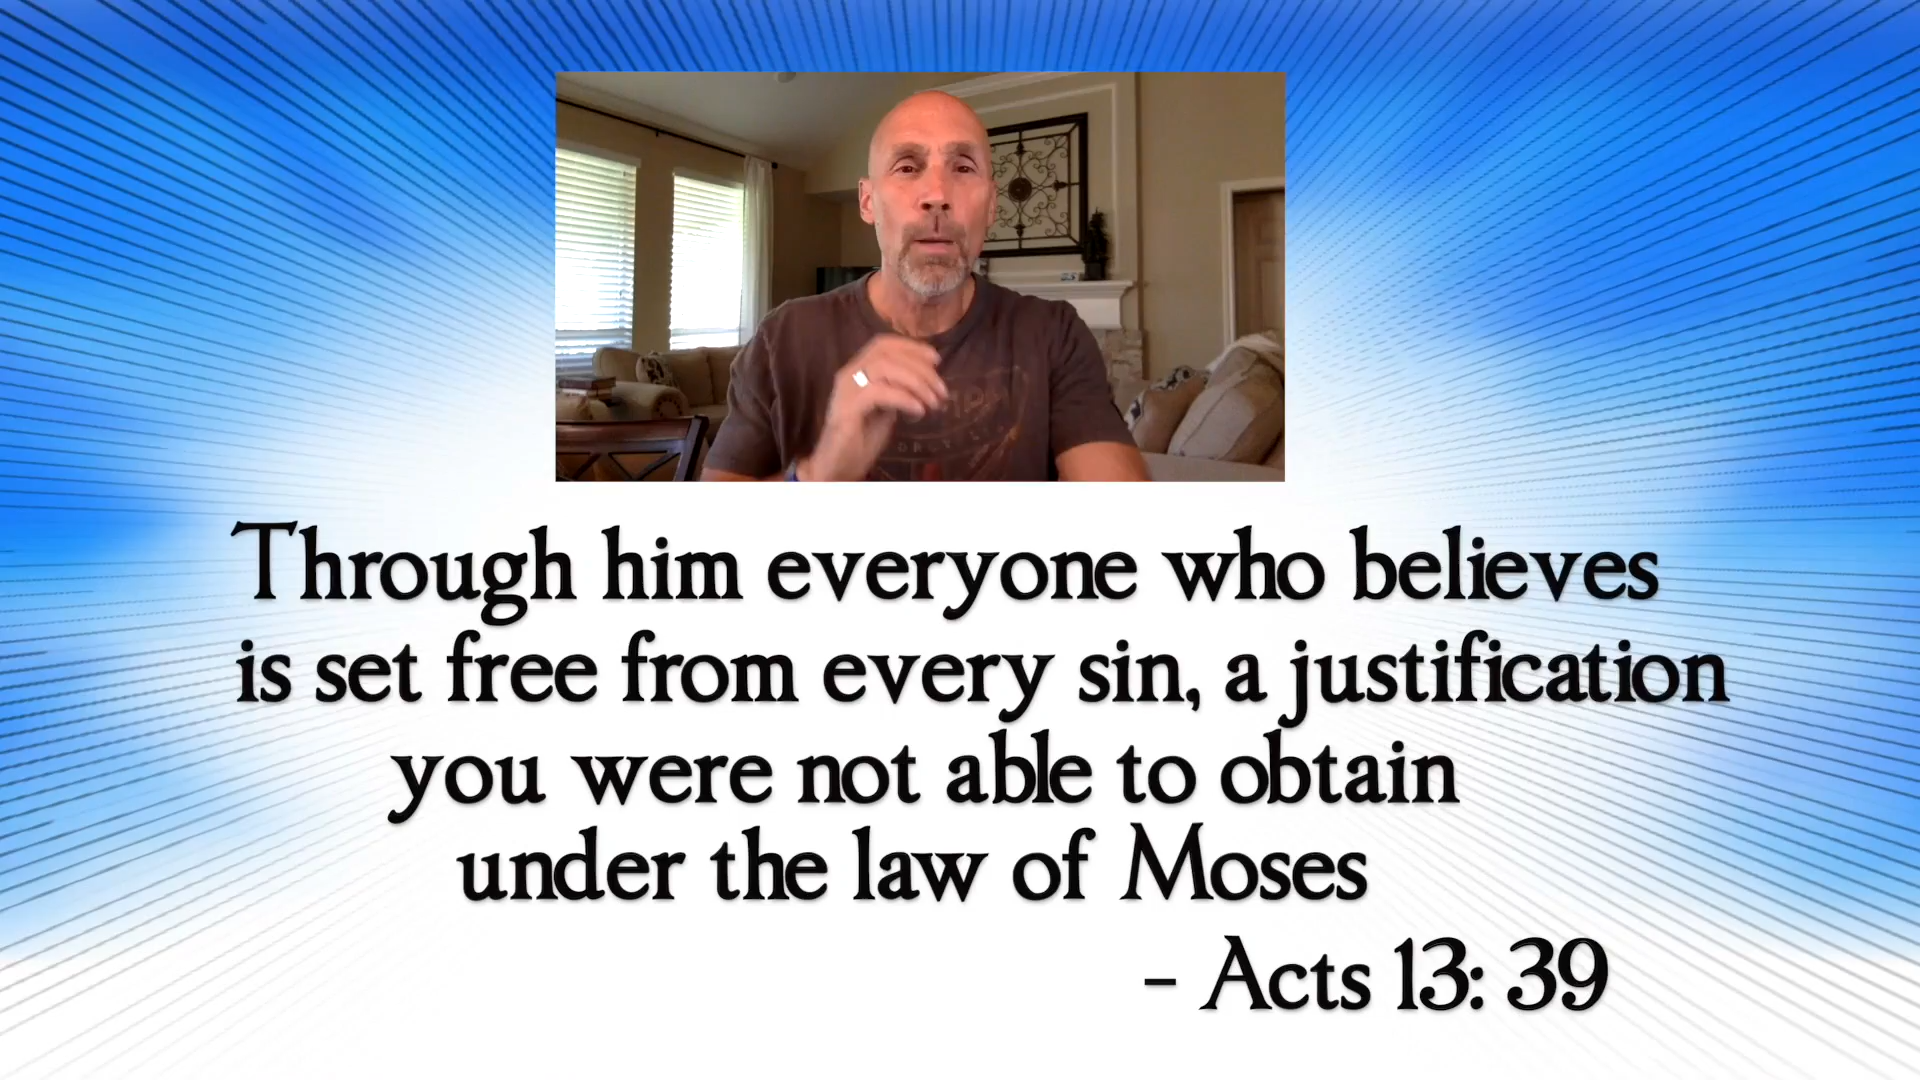 Through him everyone who believes
is set free from every sin, a justification
you were not able to obtain
under the law of Moses
- Acts 13: 39